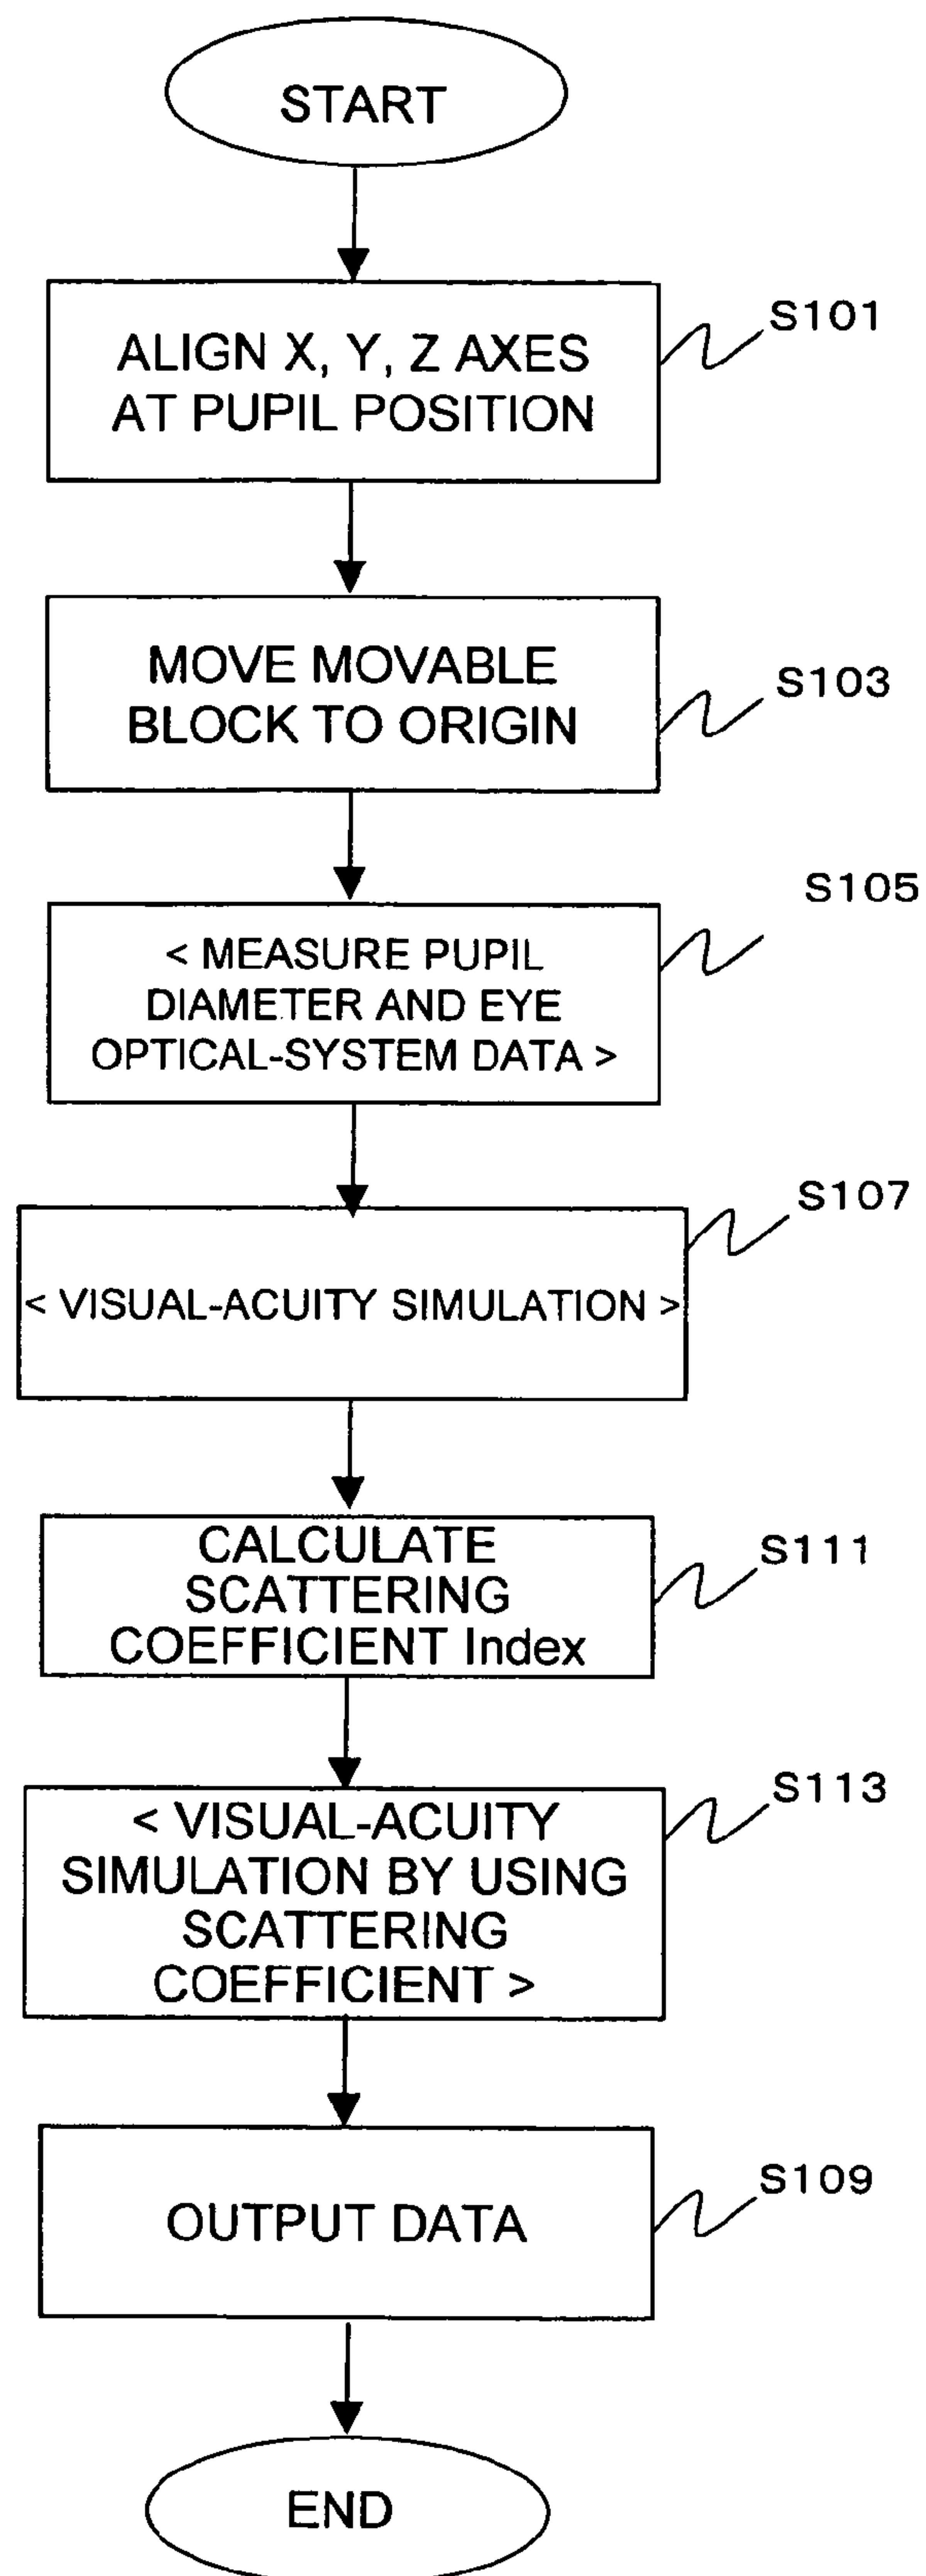 START
ALIGN X, Y, Z AXES
AT PUPIL POSITION
S101
MOVE MOVABLE
BLOCK TO ORIGIN
S103
< MEASURE PUPIL
DIAMETER AND EYE
OPTICAL-SYSTEM DATA >
S105
< VISUAL-ACUITY SIMULATION >
S107
CALCULATE
SCATTERING
COEFFICIENT Index
S111
< VISUAL-ACUITY
SIMULATION BY USING
SCATTERING
COEFFICIENT >
S113
OUTPUT DATA
S109
END